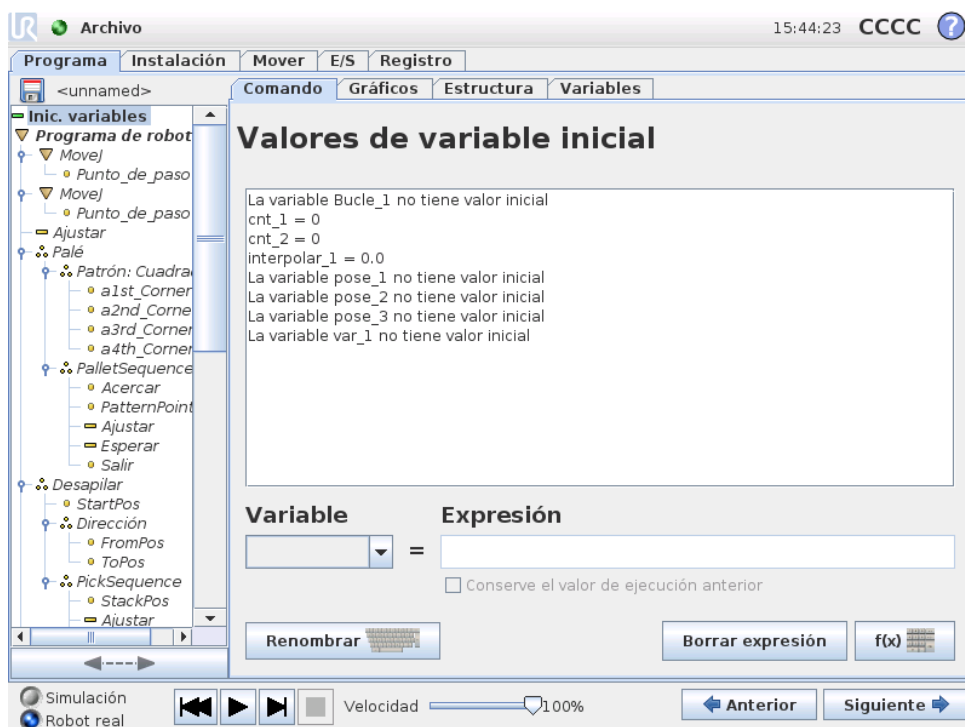 UR Archivo 15:44:23 CCCC ?
Programa Instalación Mover E/S Registro
<unnamed>
Comando Gráficos Estructura Variables
Inic. variables
Programa de robot
MoveJ
Punto_de_paso
MoveJ
Punto_de_paso
Ajustar
Palé
Patrón: Cuadra
a1st_Corner
a2nd_Corne
a3rd_Corner
a4th_Corner
PalletSequence
Acercar
PatternPoint
Ajustar
Esperar
Salir
Desapilar
StartPos
Dirección
FromPos
ToPos
PickSequence
StackPos
Ajustar
Valores de variable inicial
La variable Bucle_1 no tiene valor inicial
cnt_1 = 0
cnt_2 = 0
interpolar_1 = 0.0
La variable pose_1 no tiene valor inicial
La variable pose_2 no tiene valor inicial
La variable pose_3 no tiene valor inicial
La variable var_1 no tiene valor inicial
Variable Expresión
=
Conserve el valor de ejecución anterior
Renombrar Borrar expresión f(x)
Simulación
Robot real
Velocidad 100% Anterior Siguiente